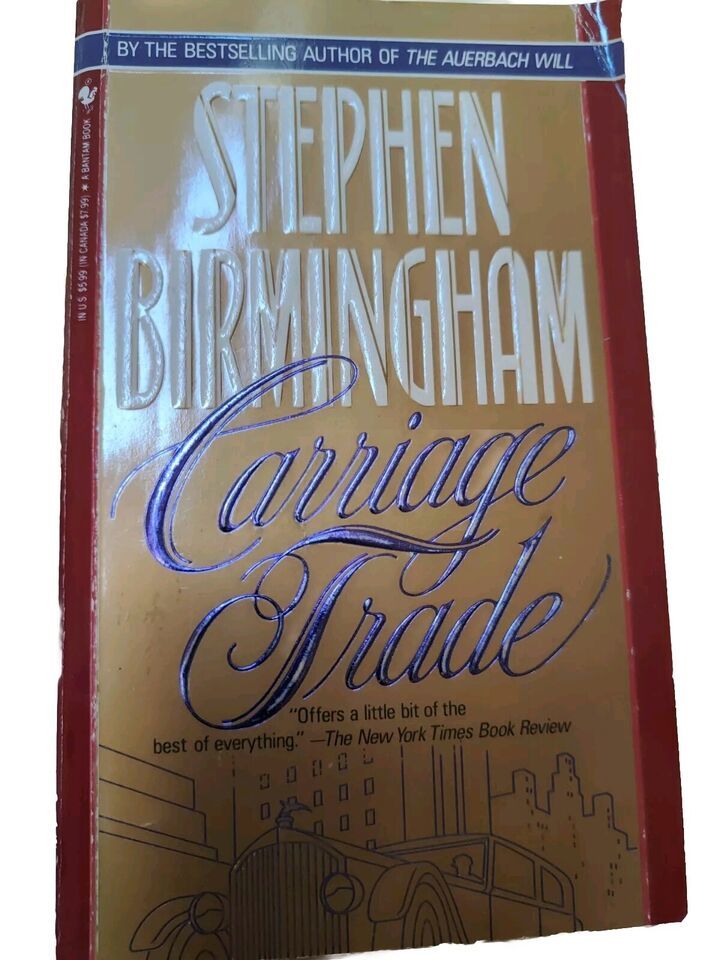 BY THE BESTSELLING AUTHOR OF THE AUERBACH WILL
STEPHEN
BIRMINGHAM
Carriage
Trade
"Offers a little bit of the
best of everything." —The New York Times Book Review
IN U.S. $5.99 (IN CANADA $7.99) ★ A BANTAM BOOK